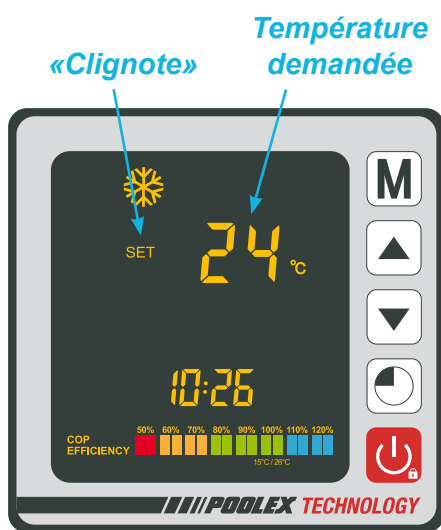 Température
«Clignote» demandée
M
SET 24 °C
10:26
50% 60% 70% 80% 90% 100% 110% 120%
COP
EFFICIENCY
15°C / 26°C
POOLEX TECHNOLOGY